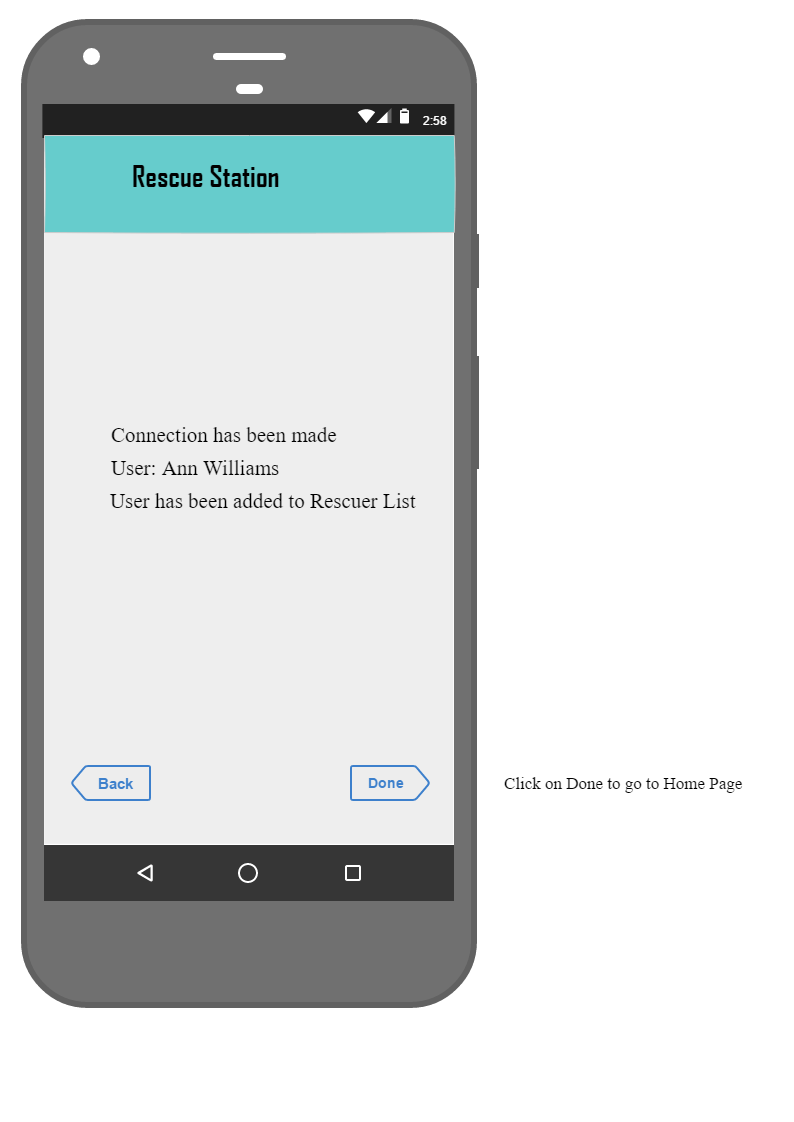 2:58
Rescue Station
Connection has been made
User: Ann Williams
User has been added to Rescuer List
Back
Done
Click on Done to go to Home Page